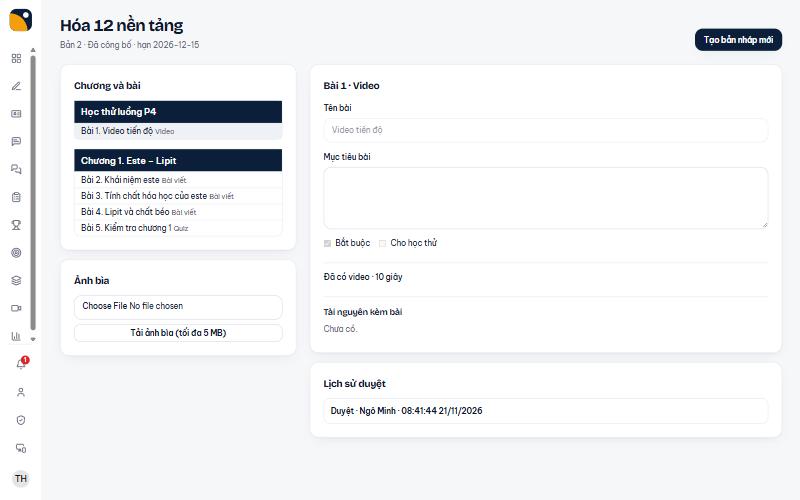 Hóa 12 nền tảng
Bản 2 · Đã công bố · hạn 2026-12-15
Tạo bản nháp mới
Chương và bài
Học thử luồng P4
Bài 1. Video tiến độ Video
Chương 1. Este – Lipit
Bài 2. Khái niệm este Bài viết
Bài 3. Tính chất hóa học của este Bài viết
Bài 4. Lipit và chất béo Bài viết
Bài 5. Kiểm tra chương 1 Quiz
Ảnh bìa
Choose File No file chosen
Tải ảnh bìa (tối đa 5 MB)
Bài 1 · Video
Tên bài
Video tiến độ
Mục tiêu bài
Bắt buộc
Cho học thử
Đã có video · 10 giây
Tài nguyên kèm bài
Chưa có.
Lịch sử duyệt
Duyệt · Ngô Minh · 08:41:44 21/11/2026
1
TH